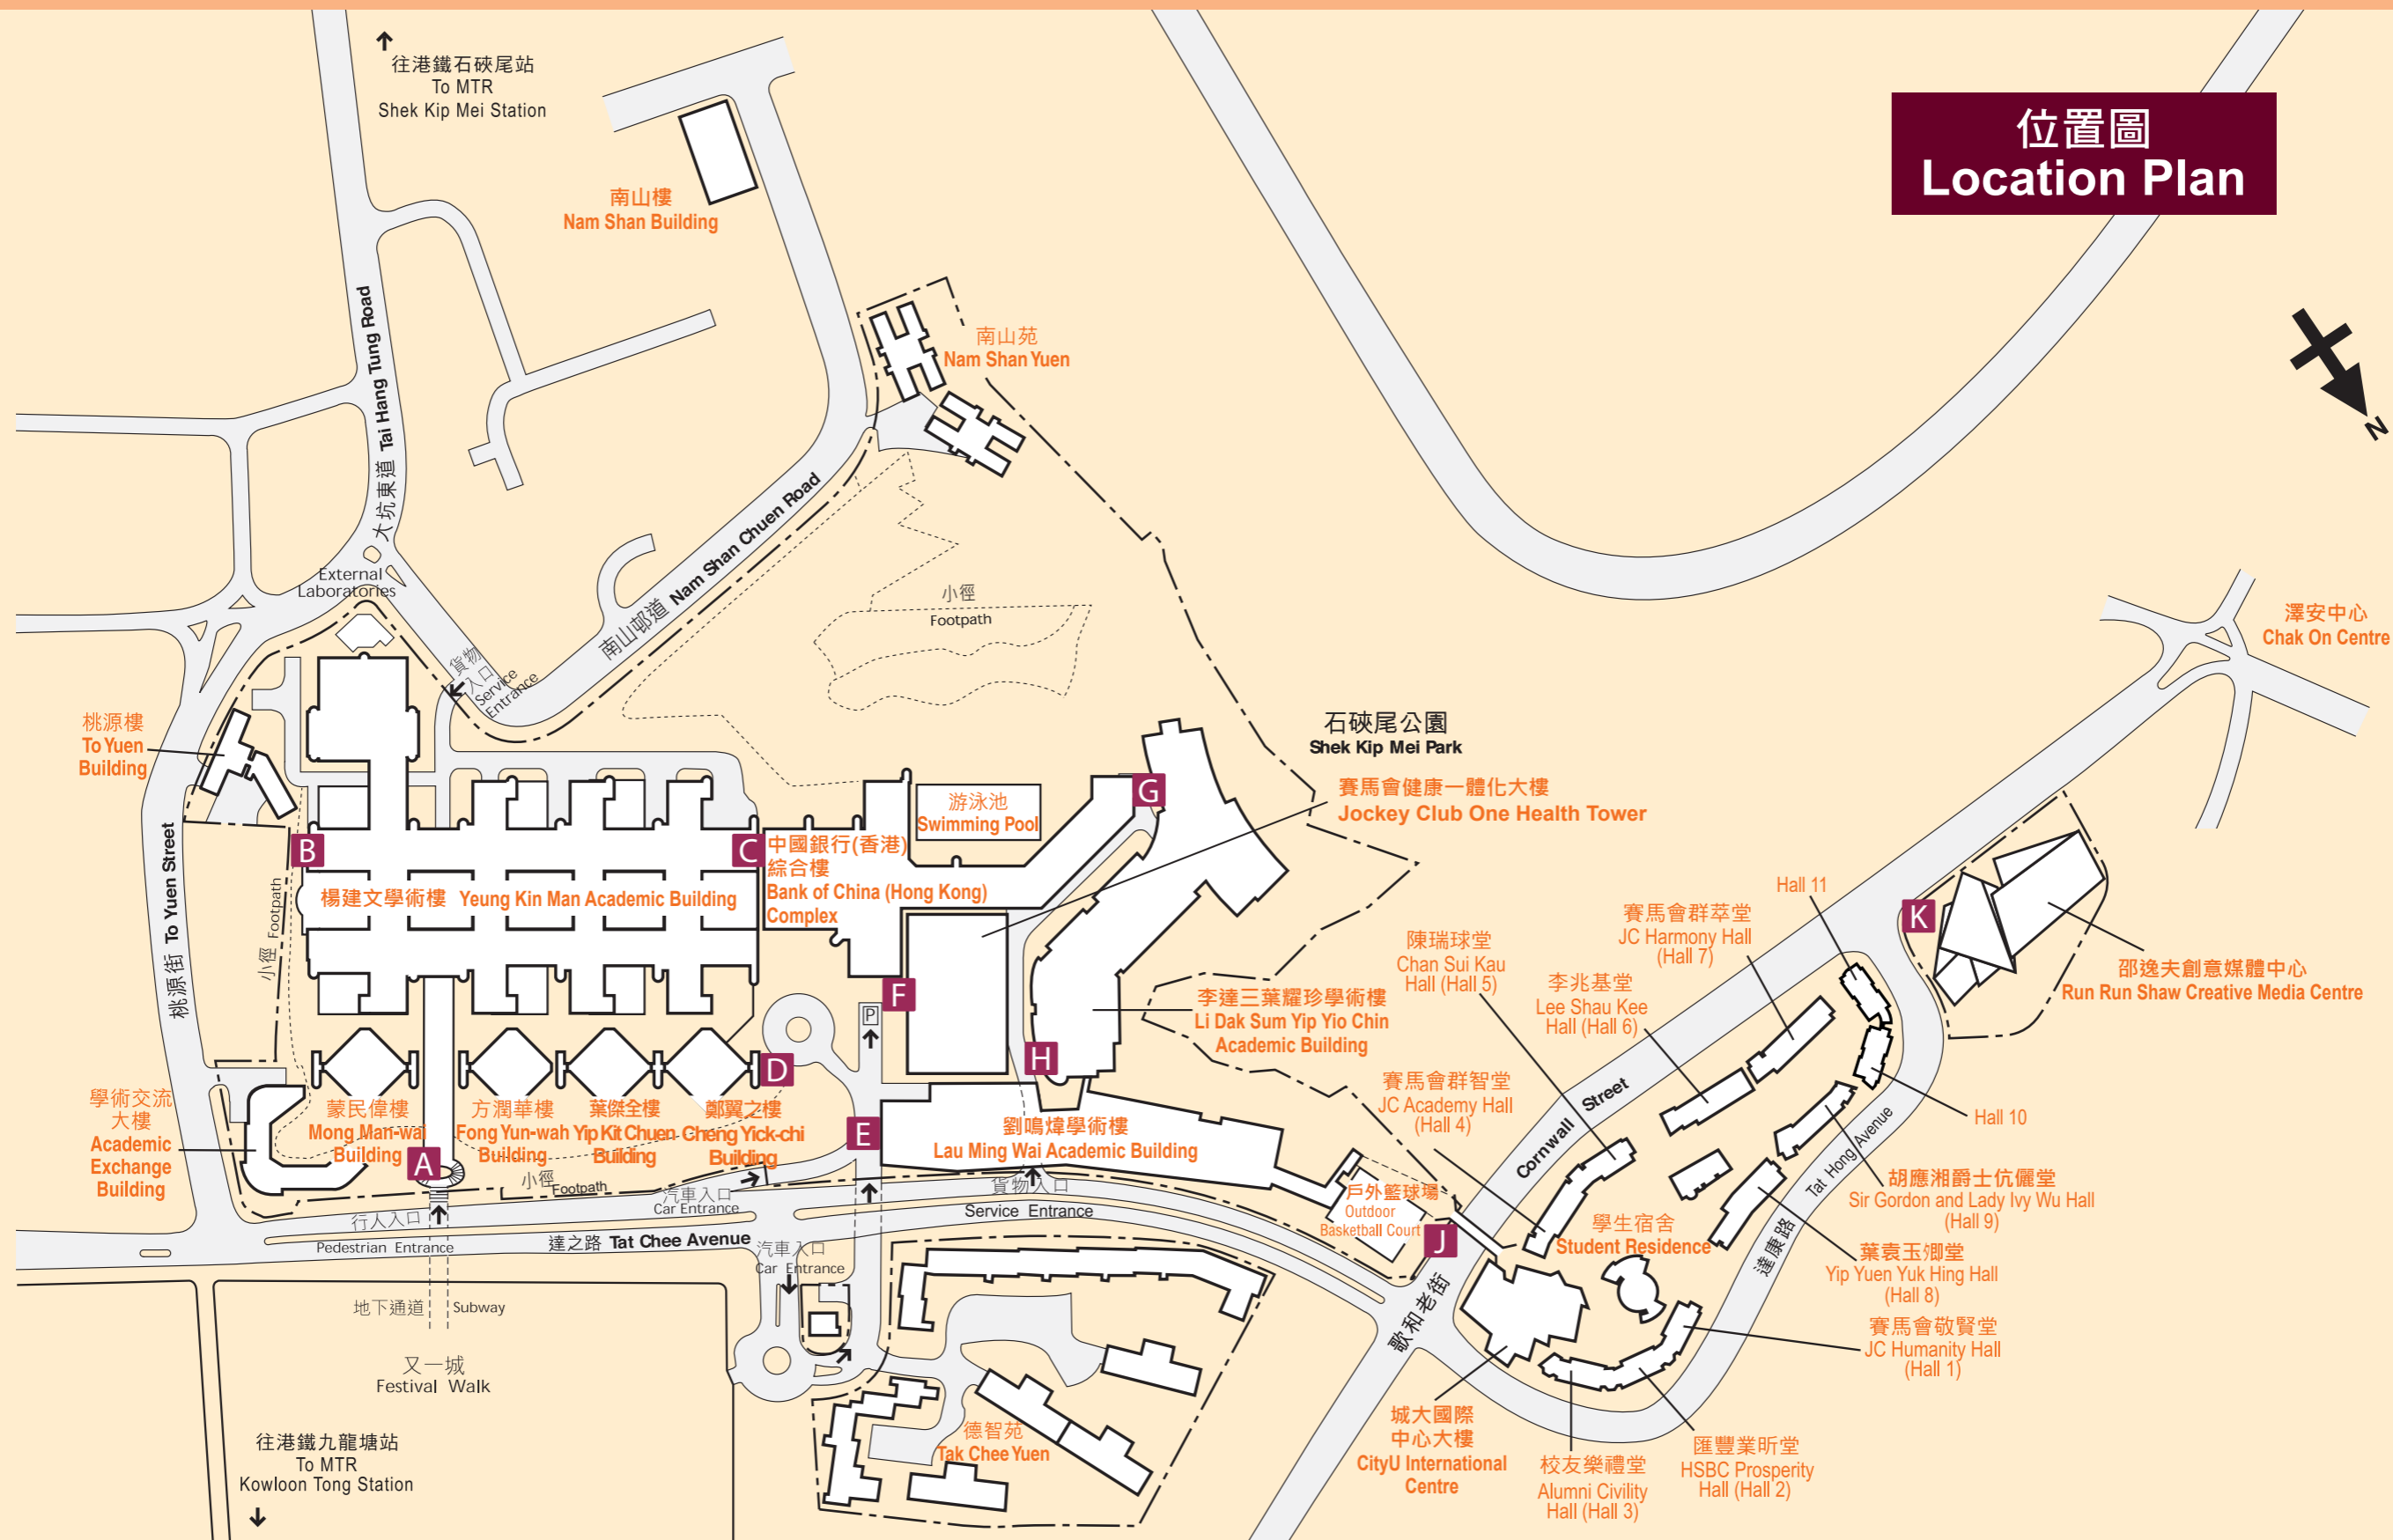 位置圖
Location Plan
往港鐵石硤尾站
To MTR
Shek Kip Mei Station
南山樓
Nam Shan Building
大坑東道 Tai Hang Tung Road
南山苑
Nam Shan Yuen
N
南山邨道 Nam Shan Chuen Road
External
Laboratories
小徑
Footpath
澤安中心
Chak On Centre
貨物
入口
Service
Entrance
桃源樓
To Yuen
Building
石硤尾公園
Shek Kip Mei Park
賽馬會健康一體化大樓
Jockey Club One Health Tower
G
游泳池
Swimming Pool
B
C
中國銀行(香港)
綜合樓
Bank of China (Hong Kong)
Complex
楊建文學術樓 Yeung Kin Man Academic Building
桃源街 To Yuen Street
小徑 Footpath
Hall 11
賽馬會群萃堂
JC Harmony Hall
(Hall 7)
K
陳瑞球堂
Chan Sui Kau
Hall (Hall 5)
李兆基堂
Lee Shau Kee
Hall (Hall 6)
邵逸夫創意媒體中心
Run Run Shaw Creative Media Centre
F
P
李達三葉耀珍學術樓
Li Dak Sum Yip Yio Chin
Academic Building
H
D
賽馬會群智堂
JC Academy Hall
(Hall 4)
Cornwall Street
Hall 10
Tat Hong Avenue
達康路
學術交流
大樓
Academic
Exchange
Building
蒙民偉樓
Mong Man-wai
Building
方潤華樓
Fong Yun-wah
Building
葉傑全樓
Yip Kit Chuen
Building
鄭翼之樓
Cheng Yick-chi
Building
A
E
劉鳴煒學術樓
Lau Ming Wai Academic Building
胡應湘爵士伉儷堂
Sir Gordon and Lady Ivy Wu Hall
(Hall 9)
小徑
Footpath
汽車入口
Car Entrance
貨物入口
Service Entrance
戶外籃球場
Outdoor
Basketball Court
J
學生宿舍
Student Residence
行人入口
Pedestrian Entrance
達之路 Tat Chee Avenue
汽車入口
Car Entrance
葉袁玉卿堂
Yip Yuen Yuk Hing Hall
(Hall 8)
地下通道
Subway
歌和老街
賽馬會敬賢堂
JC Humanity Hall
(Hall 1)
又一城
Festival Walk
往港鐵九龍塘站
To MTR
Kowloon Tong Station
德智苑
Tak Chee Yuen
城大國際
中心大樓
CityU International
Centre
校友樂禮堂
Alumni Civility
Hall (Hall 3)
匯豐業昕堂
HSBC Prosperity
Hall (Hall 2)